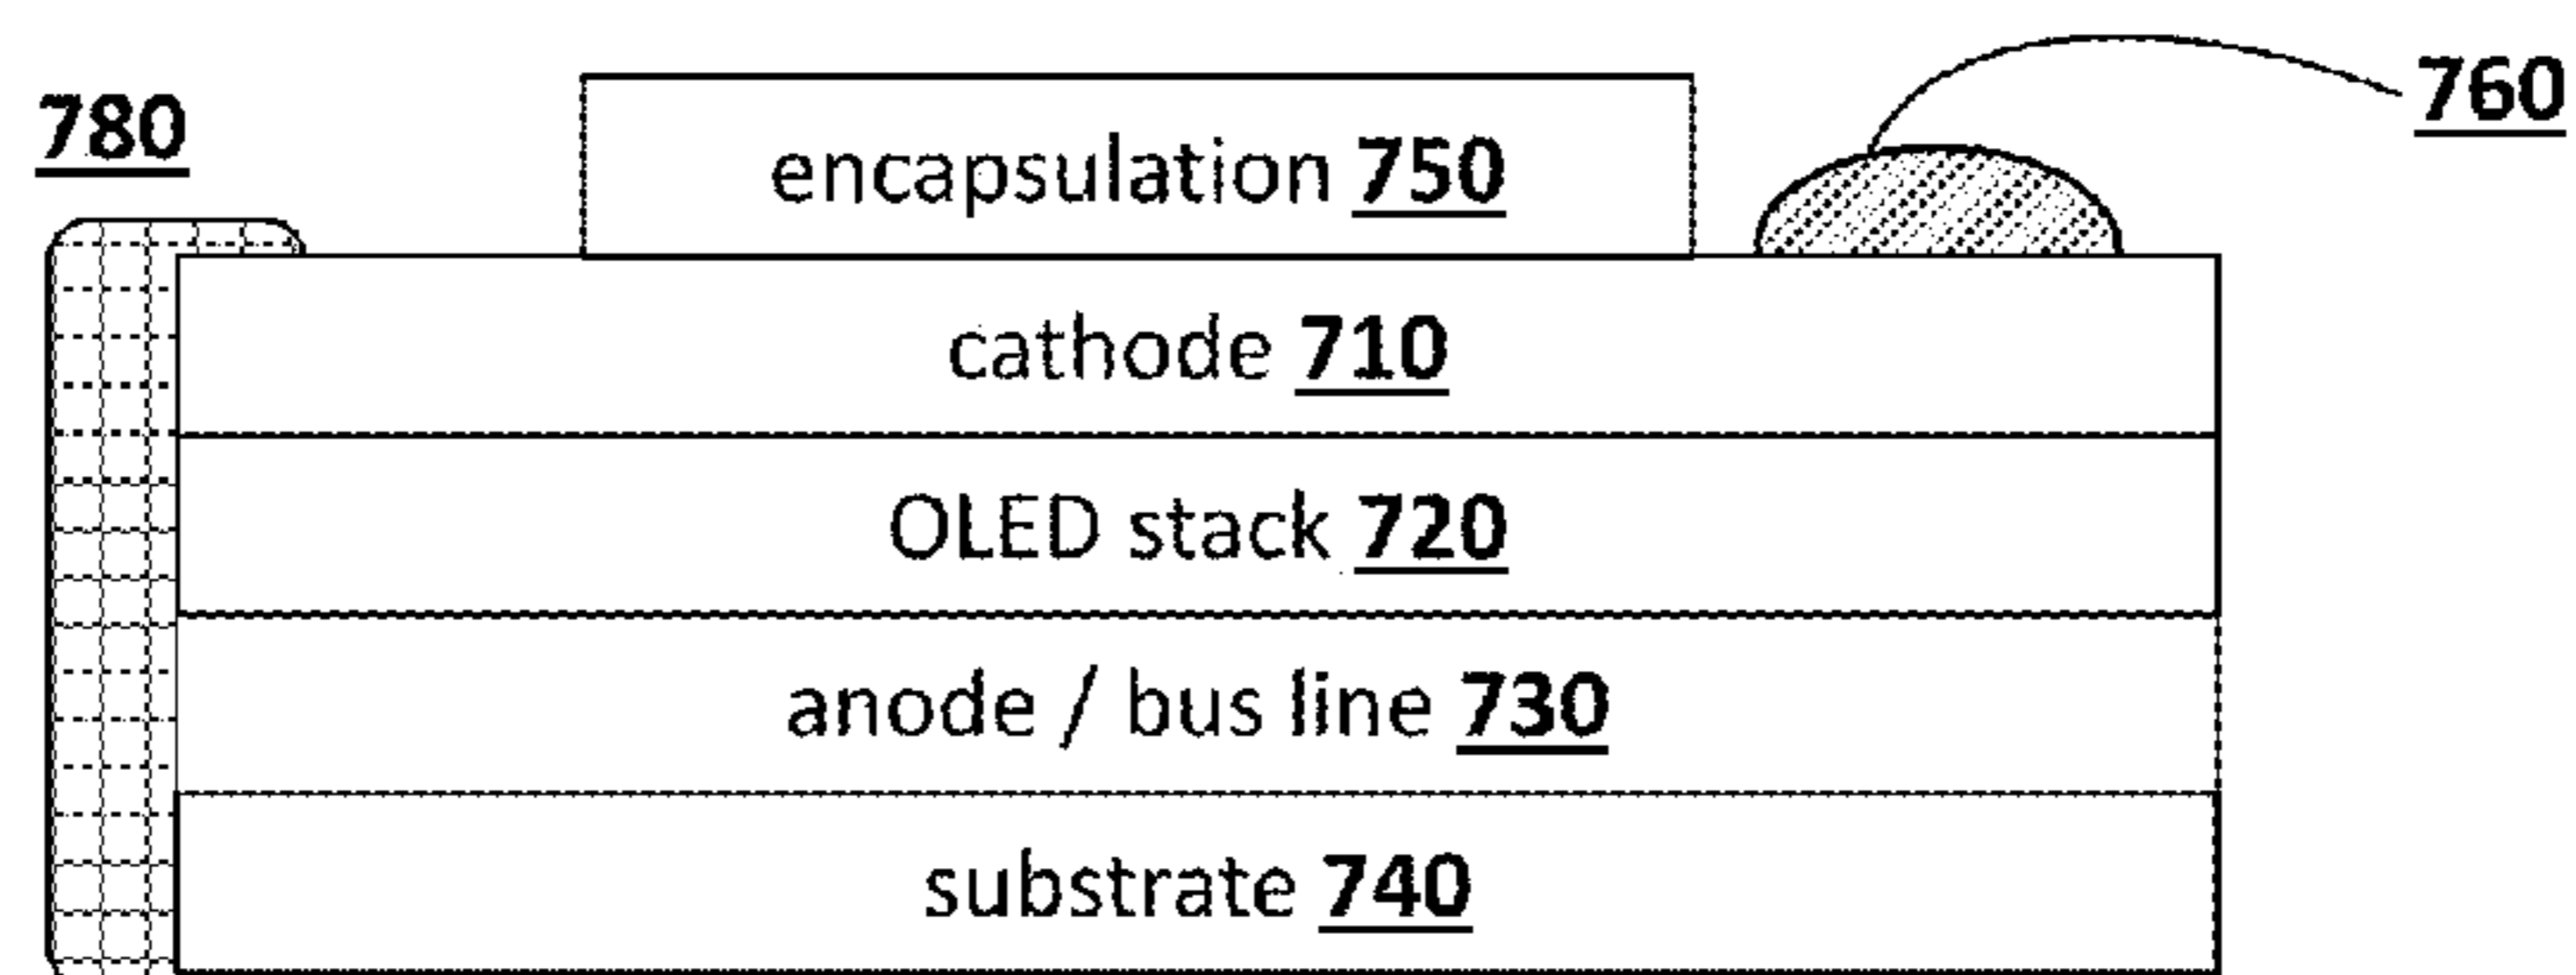 760
780
encapsulation 750
cathode 710
OLED stack 720
anode / bus line 730
substrate 740